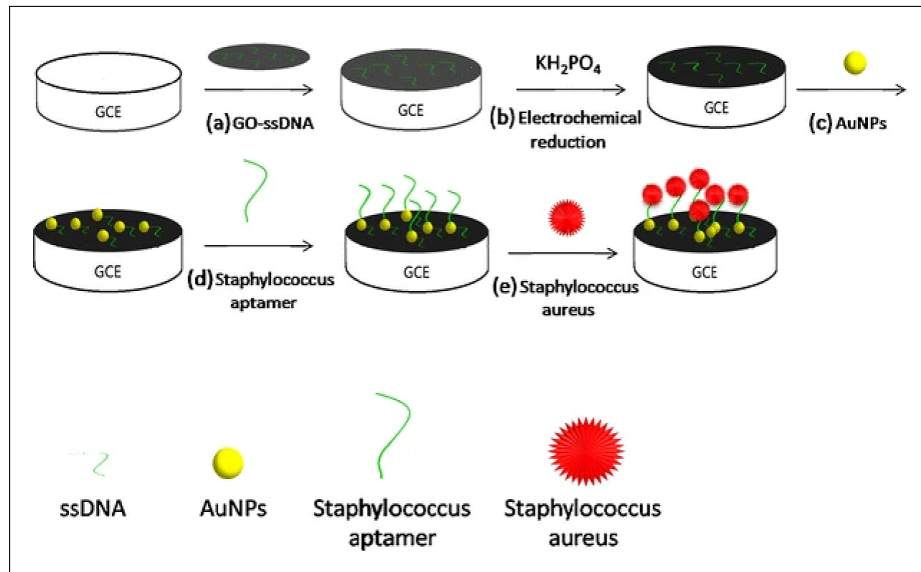 GCE
(a) GO-ssDNA
GCE
KH₂PO₄
(b) Electrochemical
reduction
GCE
(c) AuNPs
GCE
(d) Staphylococcus
aptamer
GCE
(e) Staphylococcus
aureus
GCE
ssDNA
AuNPs
Staphylococcus
aptamer
Staphylococcus
aureus